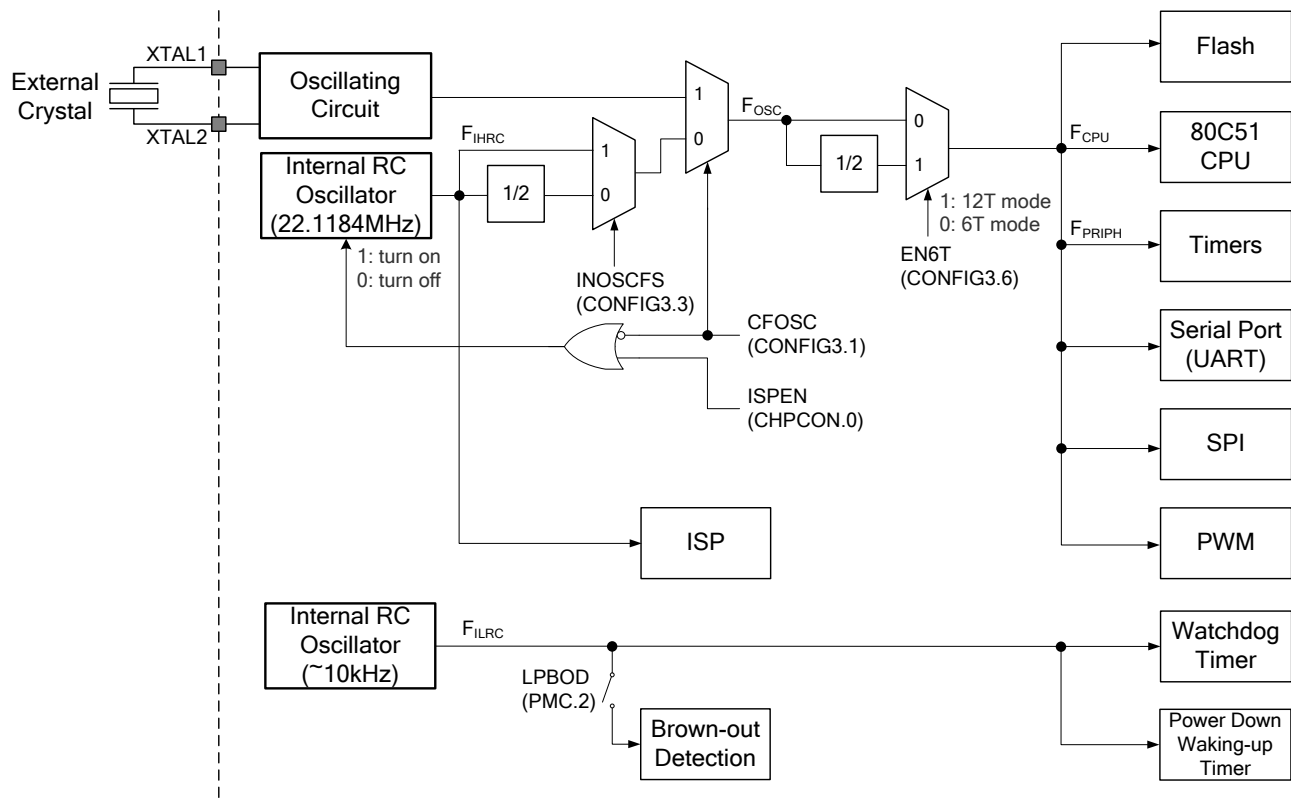 XTAL1
External
Crystal
XTAL2
Oscillating
Circuit
Internal RC
Oscillator
(22.1184MHz)
1: turn on
0: turn off
FIHRC
1/2
1
0
INOSCFS
(CONFIG3.3)
1
0
CFOSC
(CONFIG3.1)
ISPEN
(CHPCON.0)
FOSC
1/2
0
1
1: 12T mode
0: 6T mode
EN6T
(CONFIG3.6)
FCPU
FPRIPH
Flash
80C51
CPU
Timers
Serial Port
(UART)
SPI
PWM
ISP
Internal RC
Oscillator
(~10kHz)
FILRC
LPBOD
(PMC.2)
Brown-out
Detection
Watchdog
Timer
Power Down
Waking-up
Timer